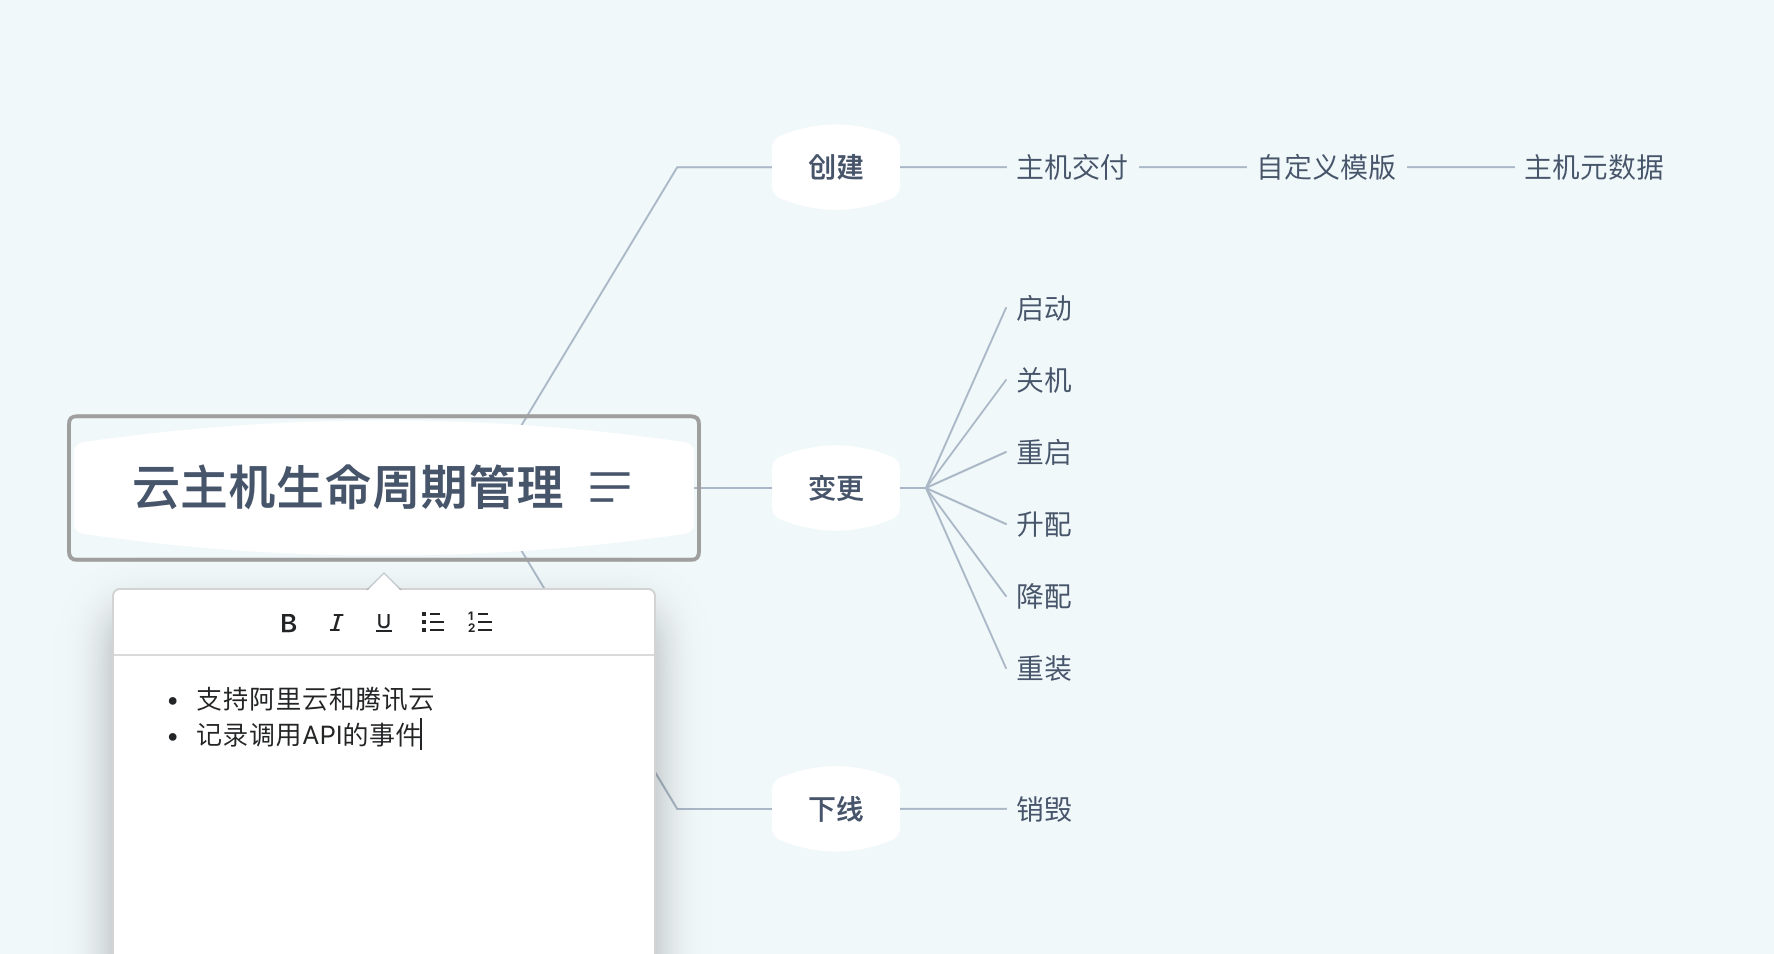 创建
主机交付
自定义模版
主机元数据
启动
关机
重启
云主机生命周期管理
变更
升配
降配
重装
B I U
支持阿里云和腾讯云
记录调用API的事件
下线
销毁